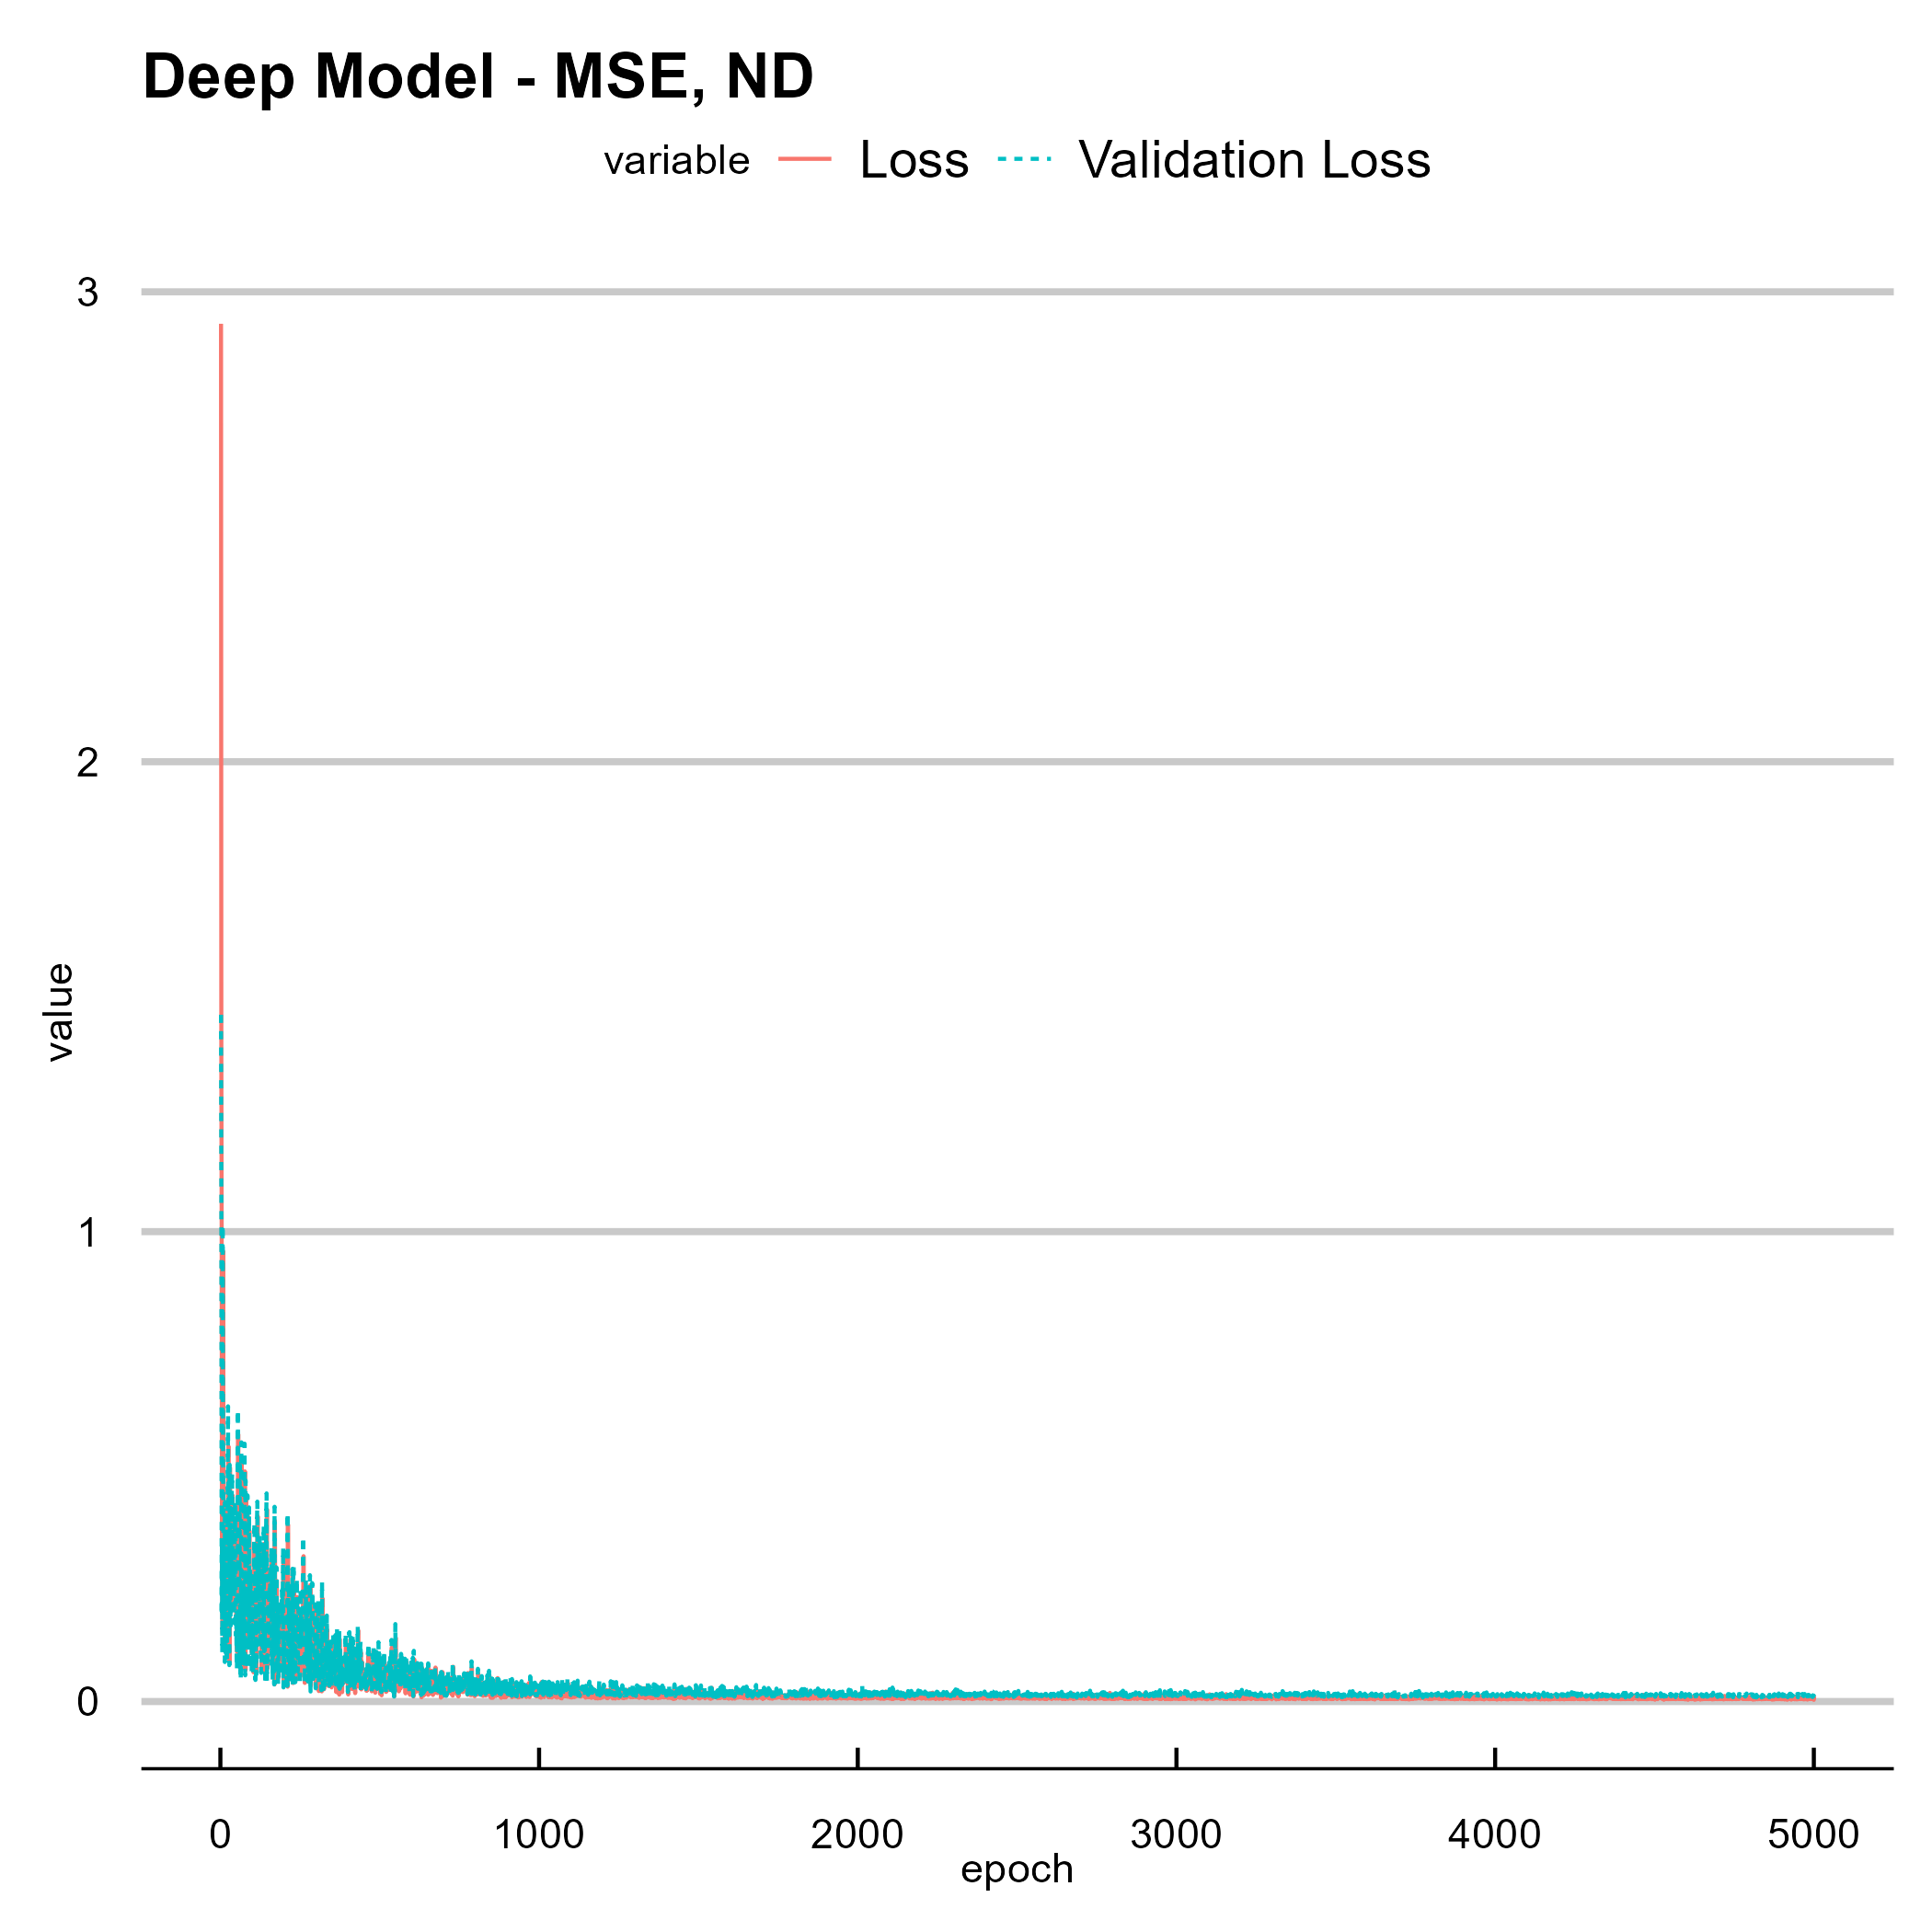 Deep Model - MSE, ND
variable Loss Validation Loss
3
2
1
0
value
0 1000 2000 3000 4000 5000
epoch